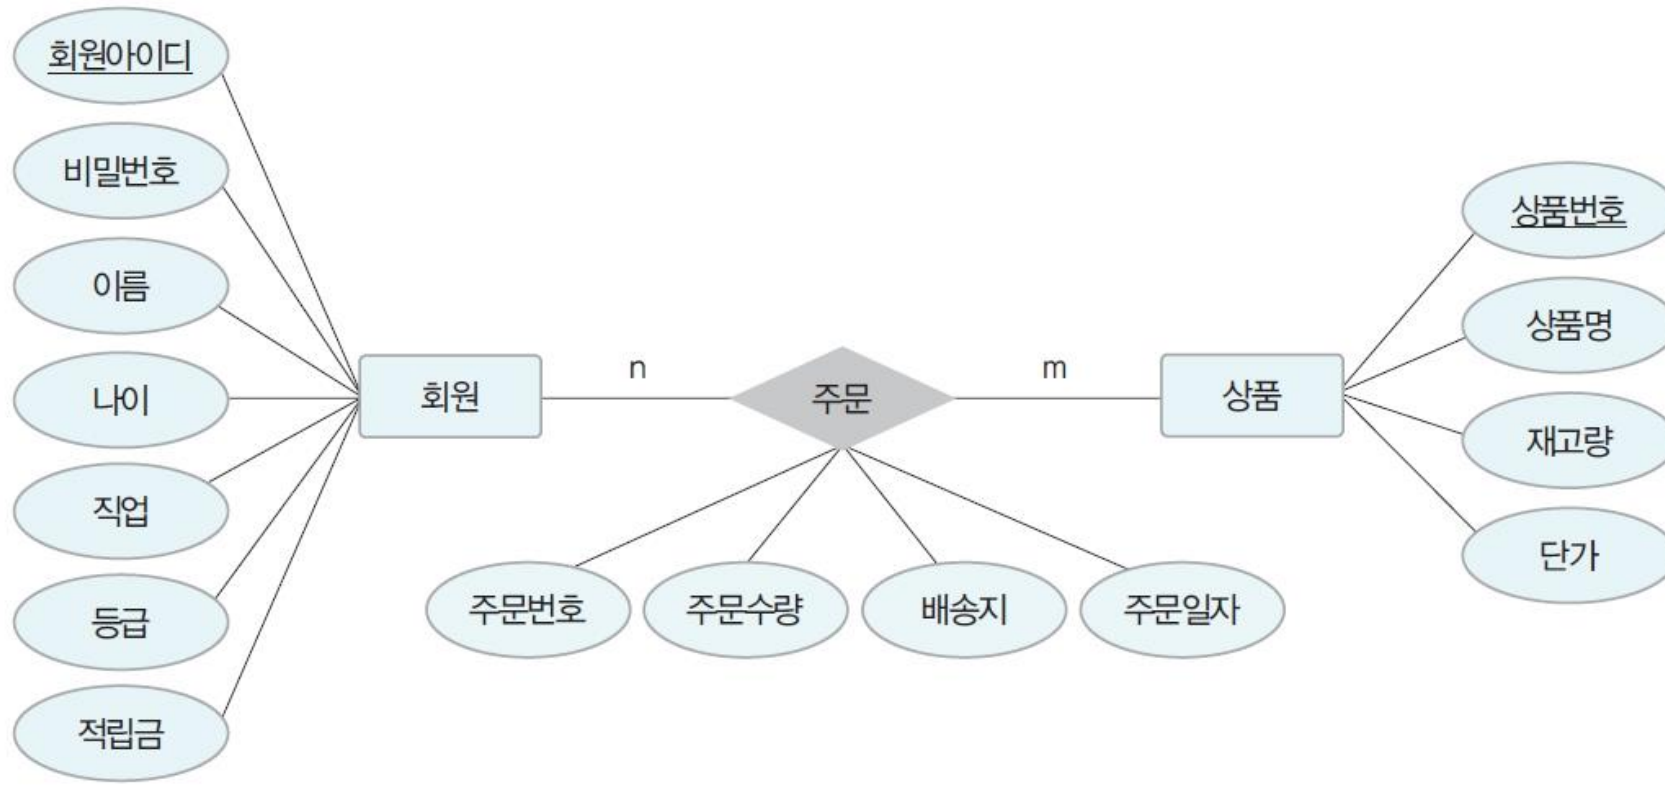 회원아이디
비밀번호
이름
나이
직업
등급
적립금
회원
n
주문
m
상품
주문번호
주문수량
배송지
주문일자
상품번호
상품명
재고량
단가